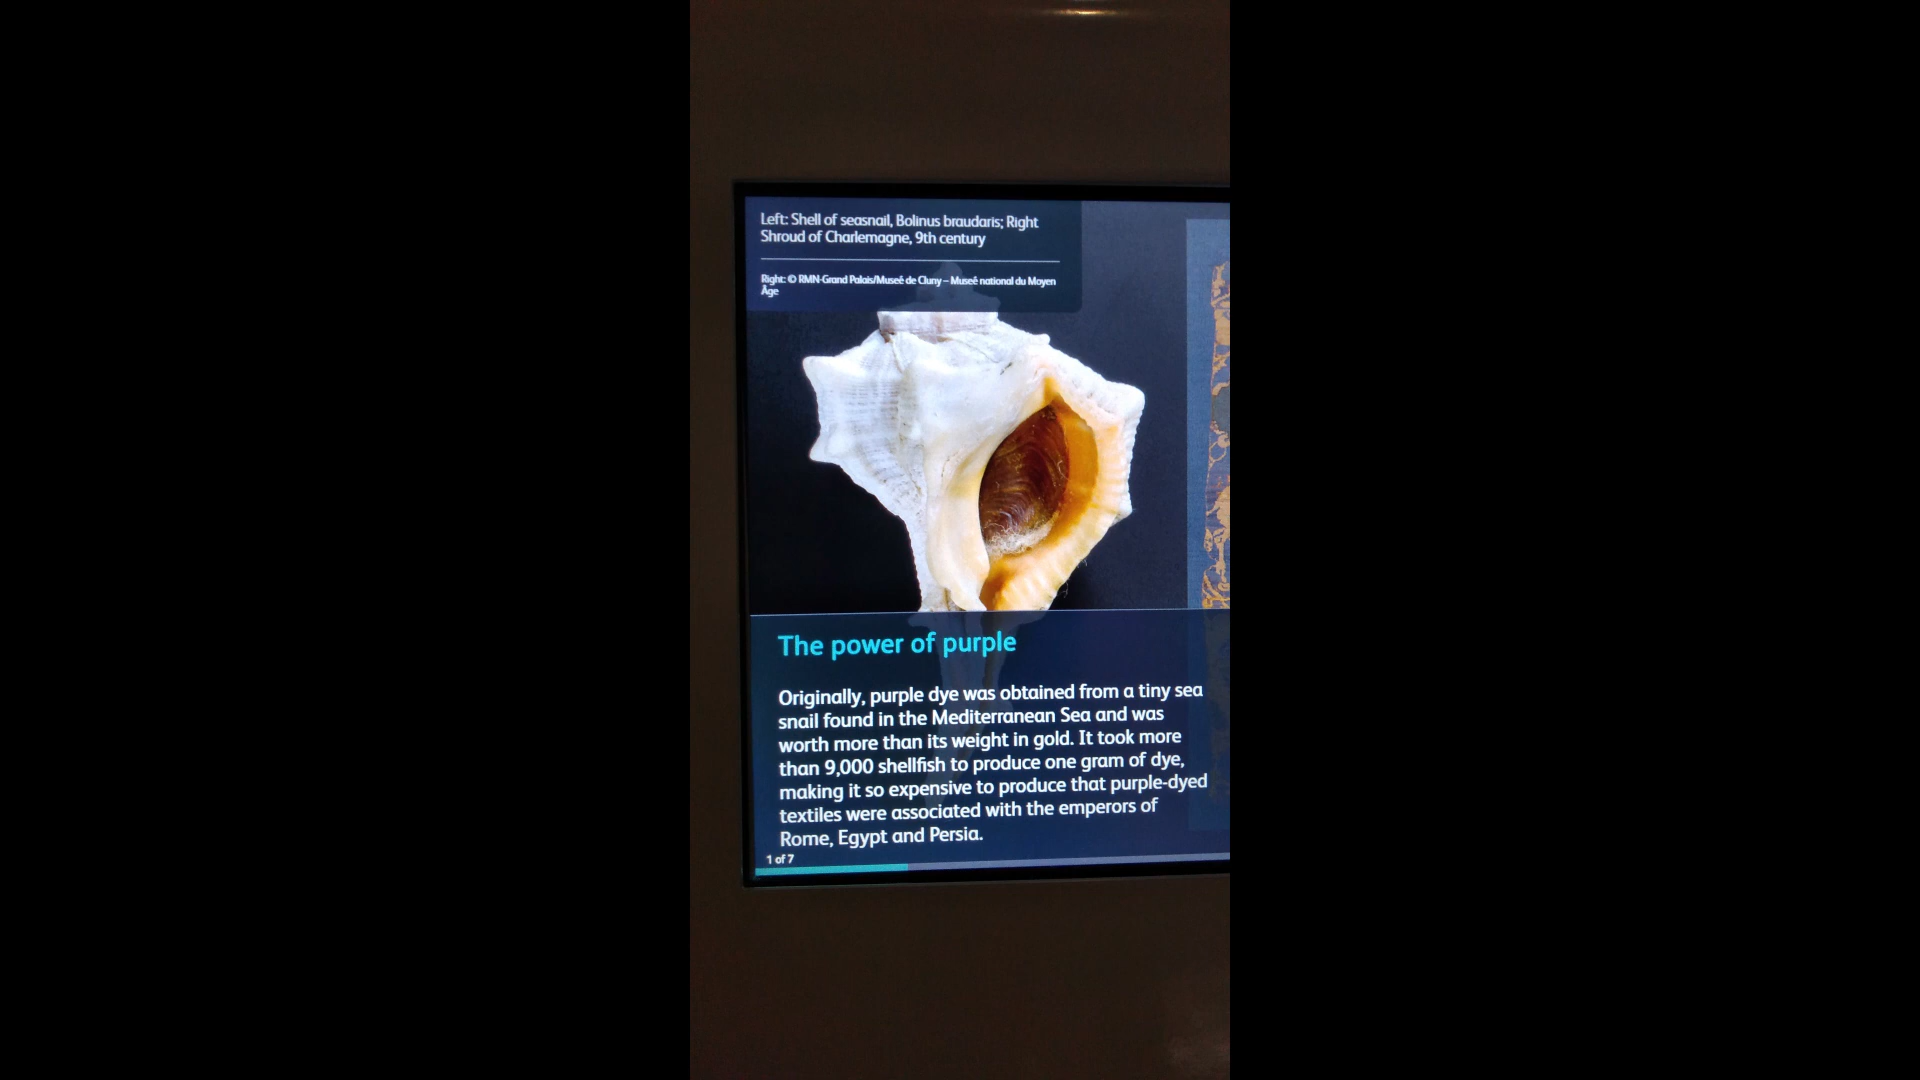 Left: Shell of seasnail, Bolinus braudaris; Right
Shroud of Charlemagne, 9th century
Right: © RMN-Grand Palais/Museé de Cluny – Museé national du Moyen
Âge
The power of purple
Originally, purple dye was obtained from a tiny sea
snail found in the Mediterranean Sea and was
worth more than its weight in gold. It took more
than 9,000 shellfish to produce one gram of dye,
making it so expensive to produce that purple-dyed
textiles were associated with the emperors of
Rome, Egypt and Persia.
1 of 7